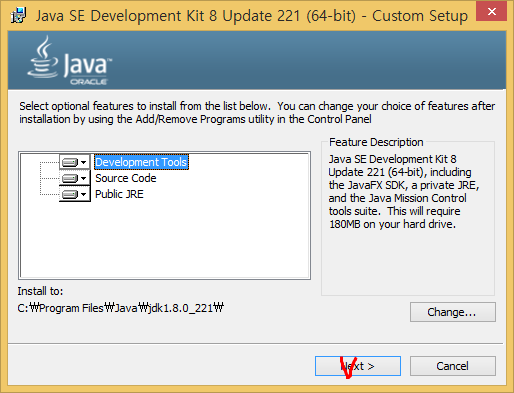 Java SE Development Kit 8 Update 221 (64-bit) - Custom Setup
Java
ORACLE
Select optional features to install from the list below. You can change your choice of features after
installation by using the Add/Remove Programs utility in the Control Panel
Development Tools
Source Code
Public JRE
Feature Description
Java SE Development Kit 8
Update 221 (64-bit), including
the JavaFX SDK, a private JRE,
and the Java Mission Control
tools suite. This will require
180MB on your hard drive.
Install to:
C:₩Program Files₩Java₩jdk1.8.0_221₩
Change...
Next >
Cancel